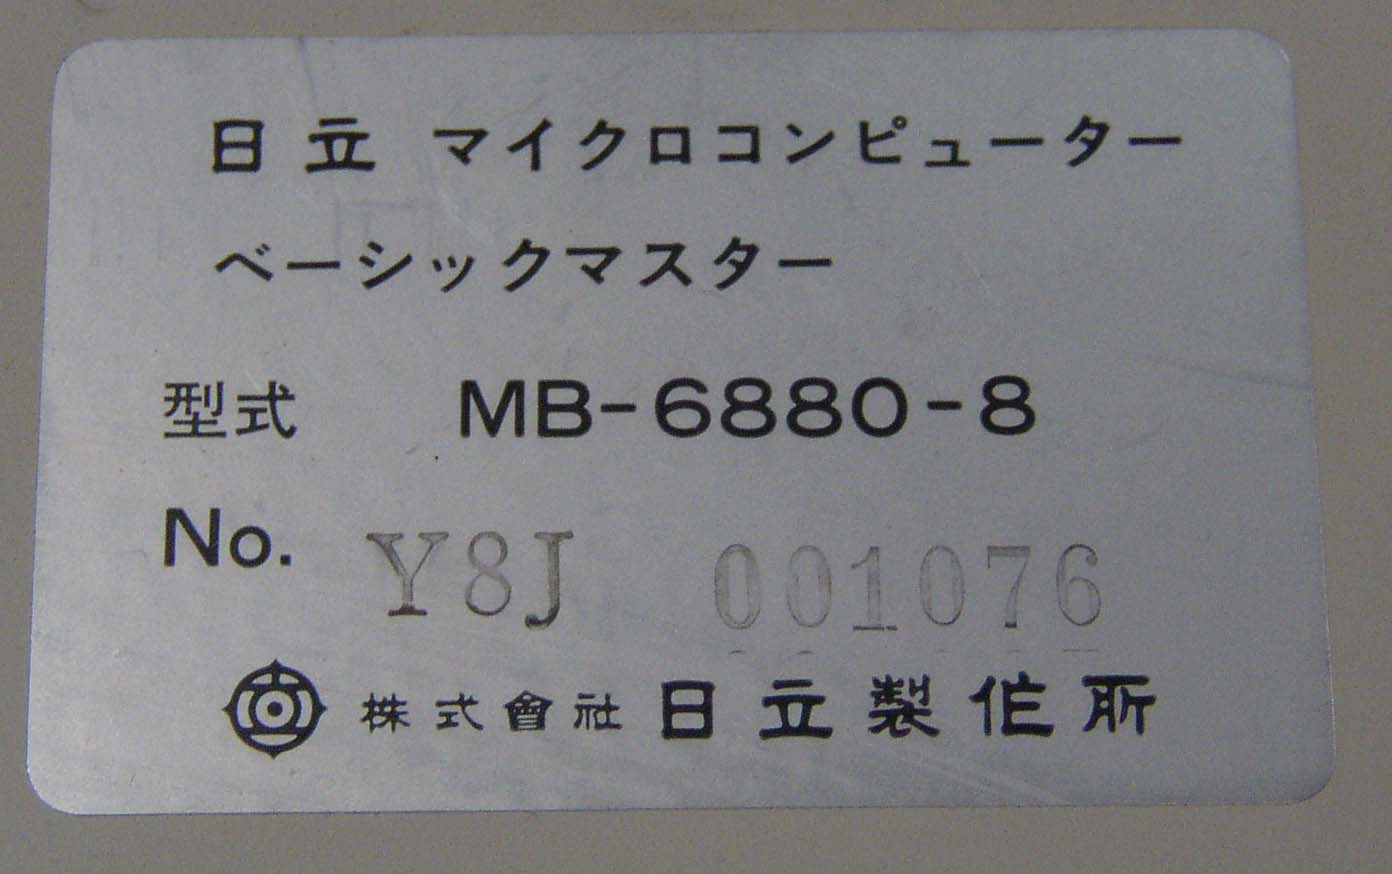 日立 マイクロコンピューター
ベーシックマスター
型式 MB-6880-8
No. Y8J 001076
株式會社 日立製作所